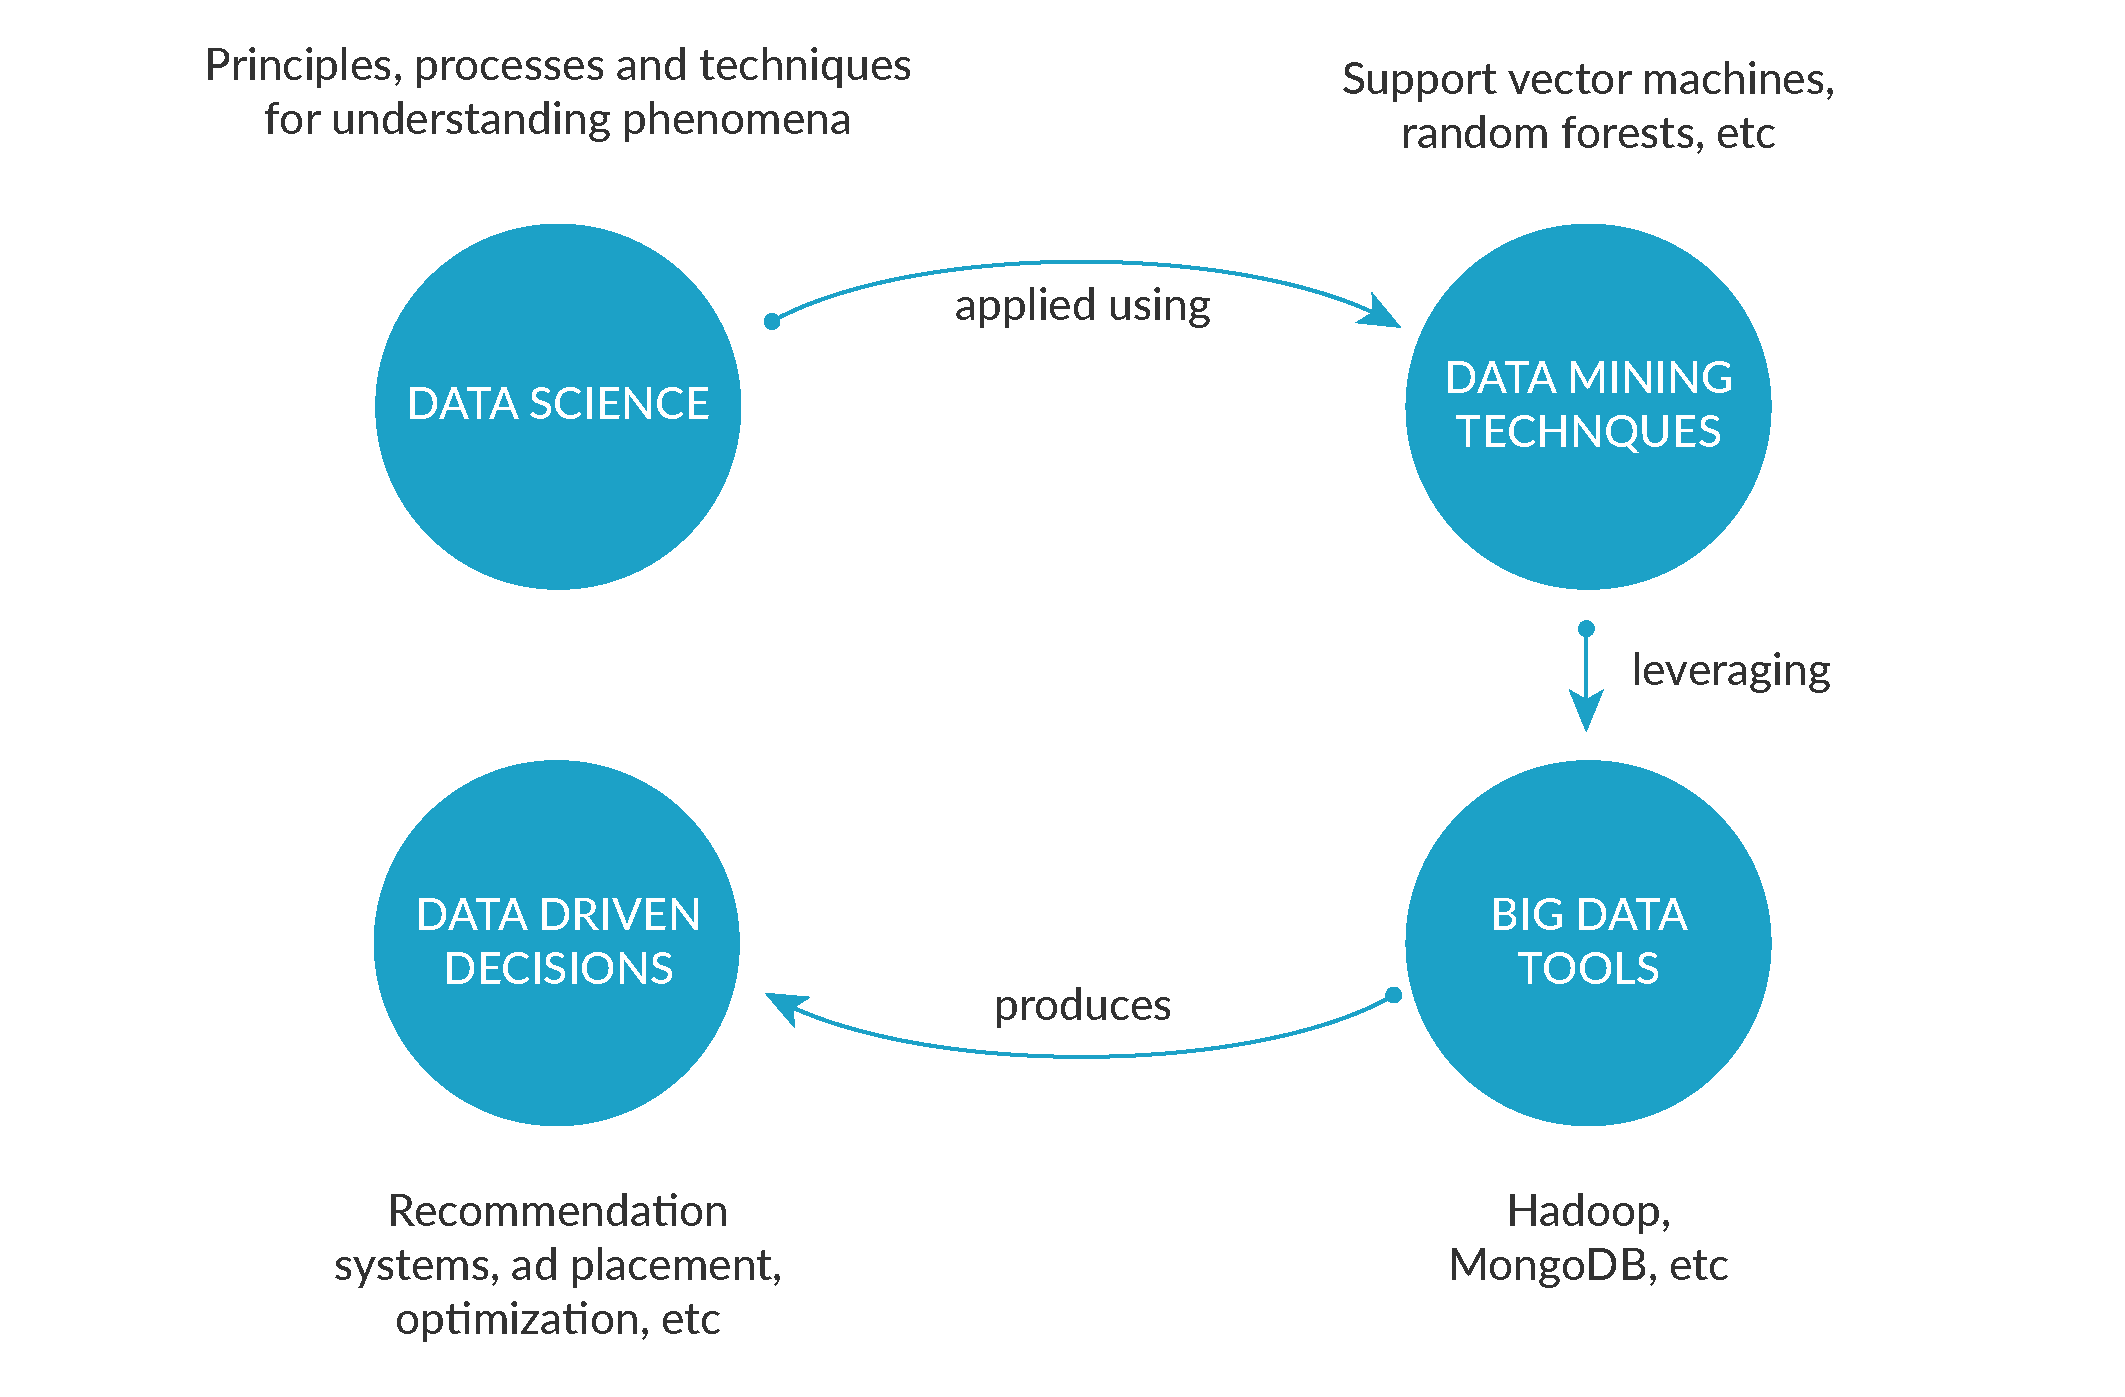 Principles, processes and techniques
for understanding phenomena
Support vector machines,
random forests, etc
DATA SCIENCE
applied using
DATA MINING
TECHNQUES
leveraging
BIG DATA
TOOLS
Hadoop,
MongoDB, etc
produces
DATA DRIVEN
DECISIONS
Recommendation
systems, ad placement,
optimization, etc